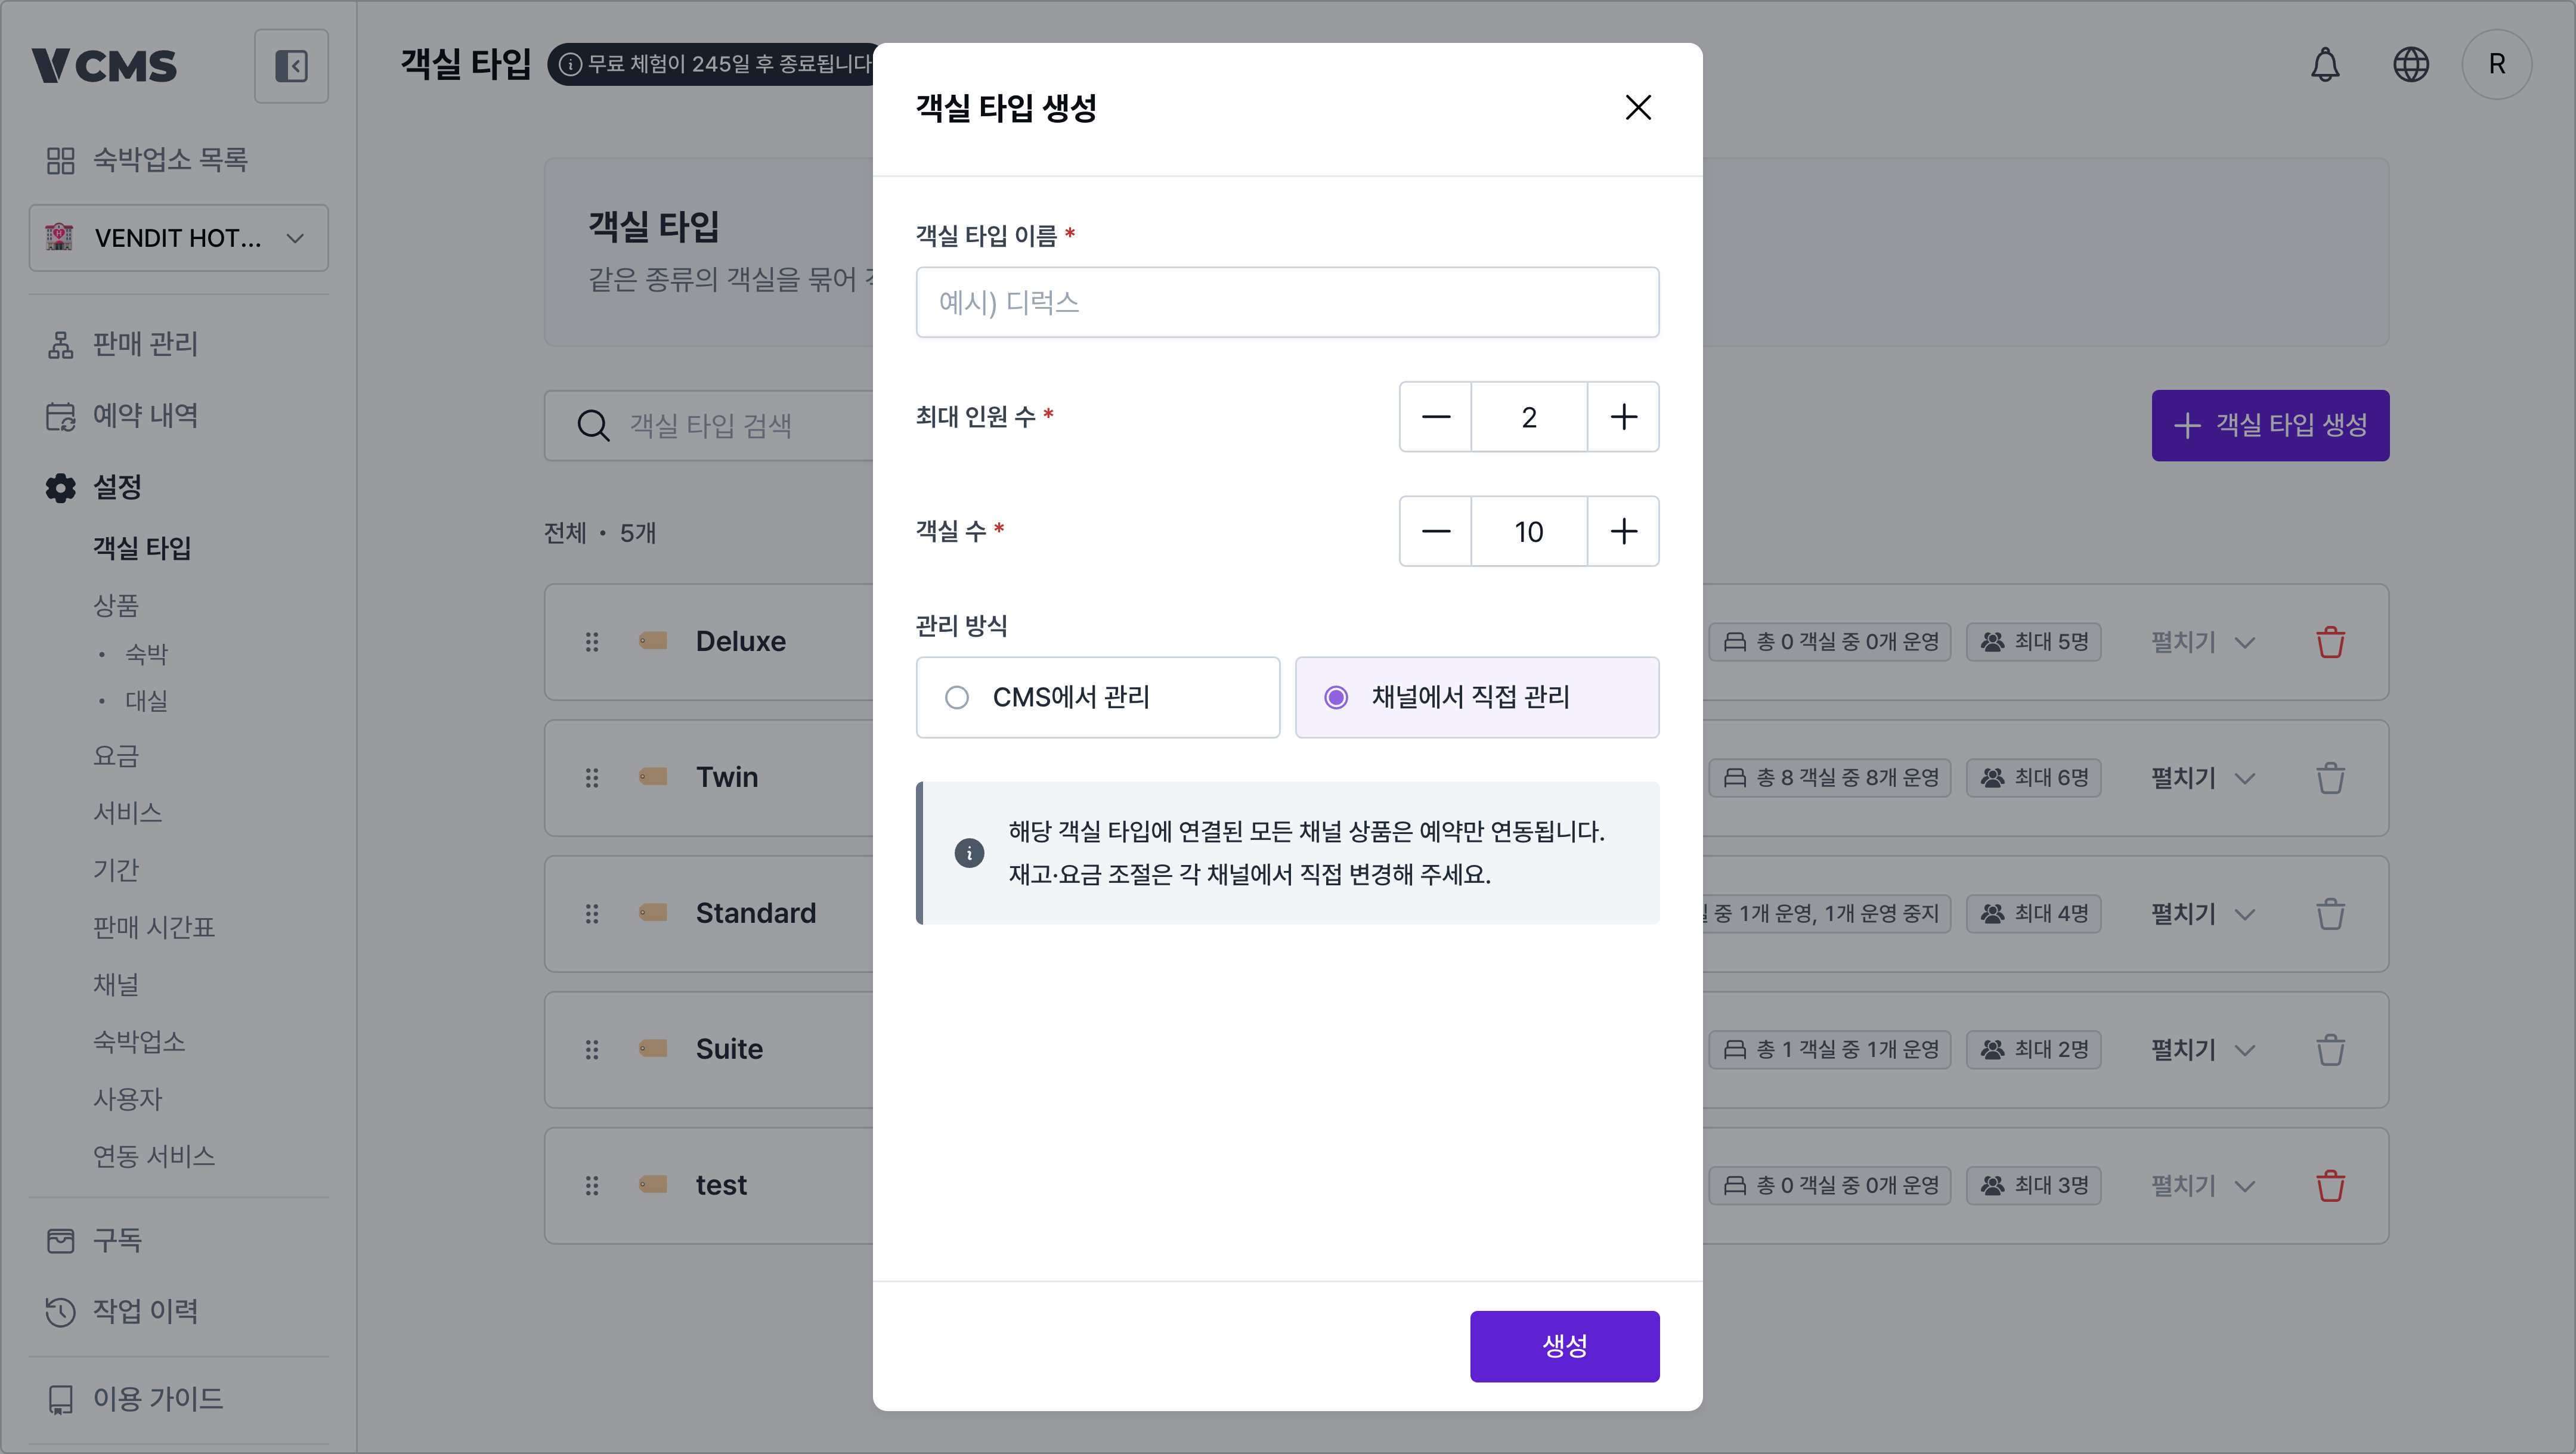 VCMS
숙박업소 목록
VENDIT HOT...
판매 관리
예약 내역
설정
객실 타입
상품
• 숙박
• 대실
요금
서비스
기간
판매 시간표
채널
숙박업소
사용자
연동 서비스
구독
작업 이력
이용 가이드
객실 타입
무료 체험이 245일 후 종료됩니다
R
객실 타입
같은 종류의 객실을 묶어
객실 타입 검색
+ 객실 타입 생성
전체 • 5개
Deluxe
총 0 객실 중 0개 운영
최대 5명
펼치기
Twin
총 8 객실 중 8개 운영
최대 6명
펼치기
Standard
중 1개 운영, 1개 운영 중지
최대 4명
펼치기
Suite
총 1 객실 중 1개 운영
최대 2명
펼치기
test
총 0 객실 중 0개 운영
최대 3명
펼치기
객실 타입 생성
객실 타입 이름 *
예시) 디럭스
최대 인원 수 *
2
객실 수 *
10
관리 방식
CMS에서 관리
채널에서 직접 관리
해당 객실 타입에 연결된 모든 채널 상품은 예약만 연동됩니다.
재고·요금 조절은 각 채널에서 직접 변경해 주세요.
생성